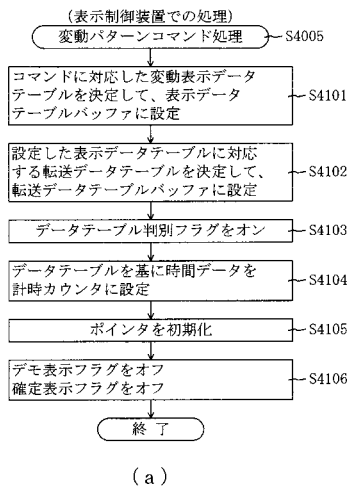 (表示制御装置での処理)
変動パターンコマンド処理
S4005
コマンドに対応した変動表示データ
テーブルを決定して、表示データ
テーブルバッファに設定
S4101
設定した表示データテーブルに対応
する転送データテーブルを決定して、
転送データテーブルバッファに設定
S4102
データテーブル判別フラグをオン
S4103
データテーブルを基に時間データを
計時カウンタに設定
S4104
ポインタを初期化
S4105
デモ表示フラグをオフ
確定表示フラグをオフ
S4106
終了
(a)